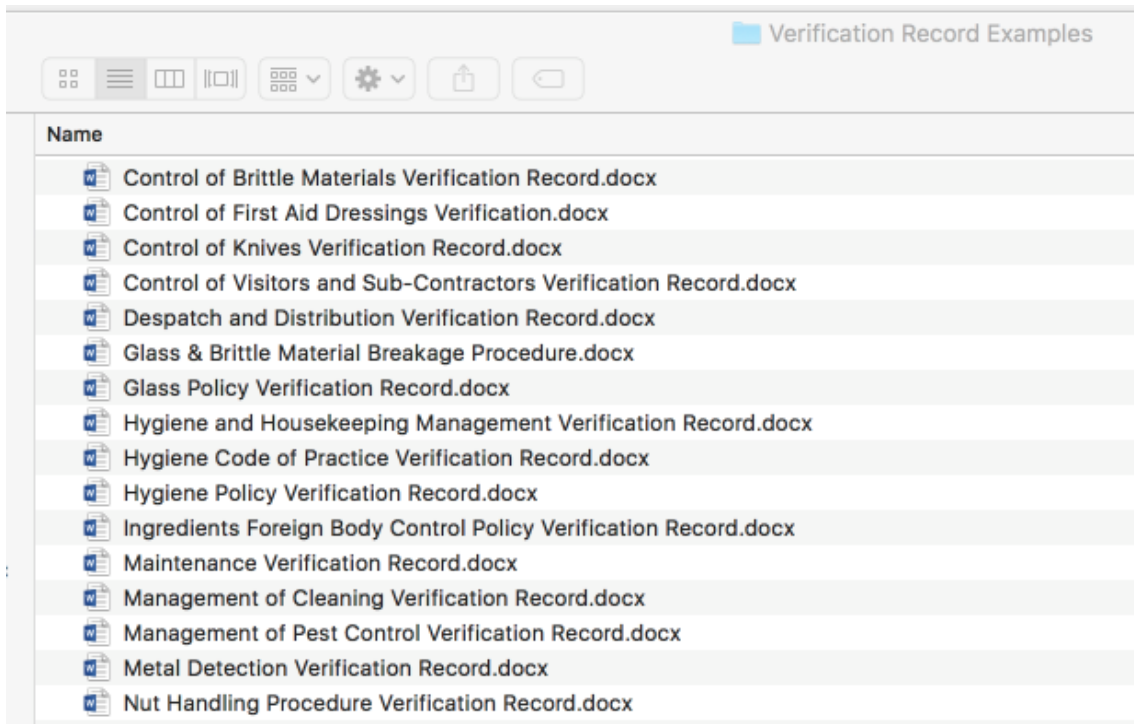 Verification Record Examples
Name
Control of Brittle Materials Verification Record.docx
Control of First Aid Dressings Verification.docx
Control of Knives Verification Record.docx
Control of Visitors and Sub-Contractors Verification Record.docx
Despatch and Distribution Verification Record.docx
Glass & Brittle Material Breakage Procedure.docx
Glass Policy Verification Record.docx
Hygiene and Housekeeping Management Verification Record.docx
Hygiene Code of Practice Verification Record.docx
Hygiene Policy Verification Record.docx
Ingredients Foreign Body Control Policy Verification Record.docx
Maintenance Verification Record.docx
Management of Cleaning Verification Record.docx
Management of Pest Control Verification Record.docx
Metal Detection Verification Record.docx
Nut Handling Procedure Verification Record.docx